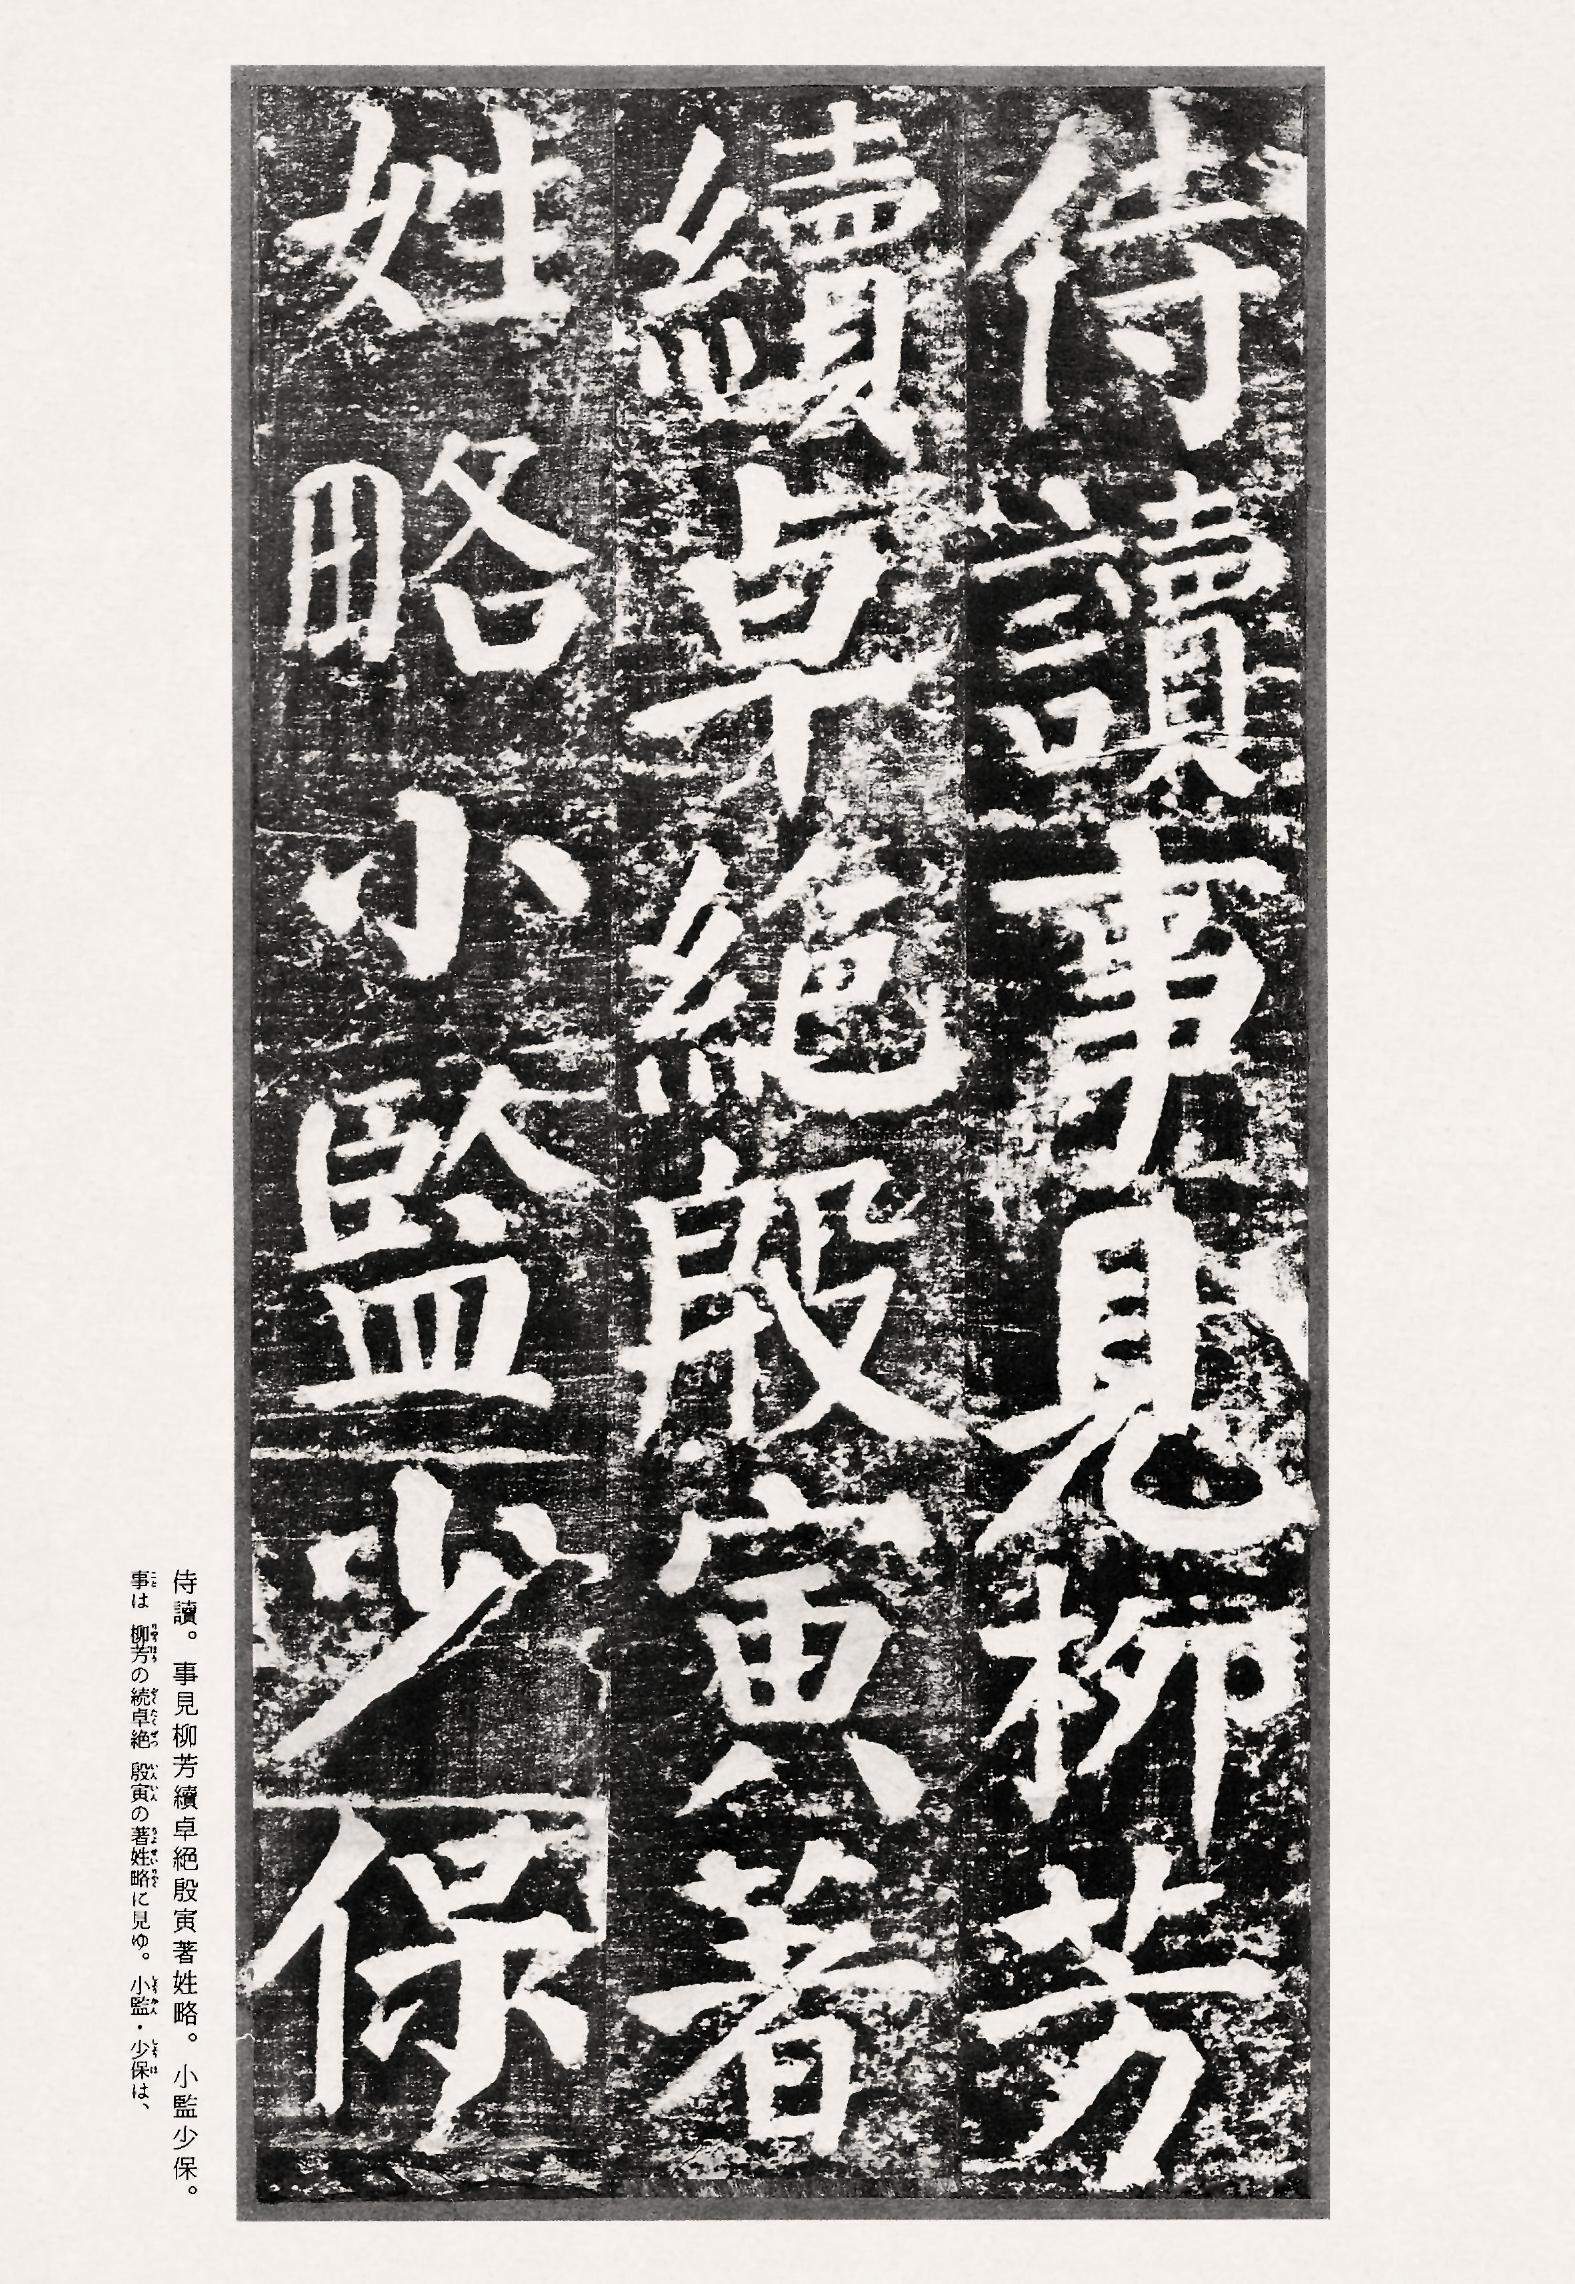 侍讀事見柳芳
續卓絕殷寅著
姓略小監少保
侍讀。事見柳芳續卓絕殷寅著姓略。小監少保。
事は柳芳の続卓絶殷寅の著姓略に見ゆ。小監・少保は、